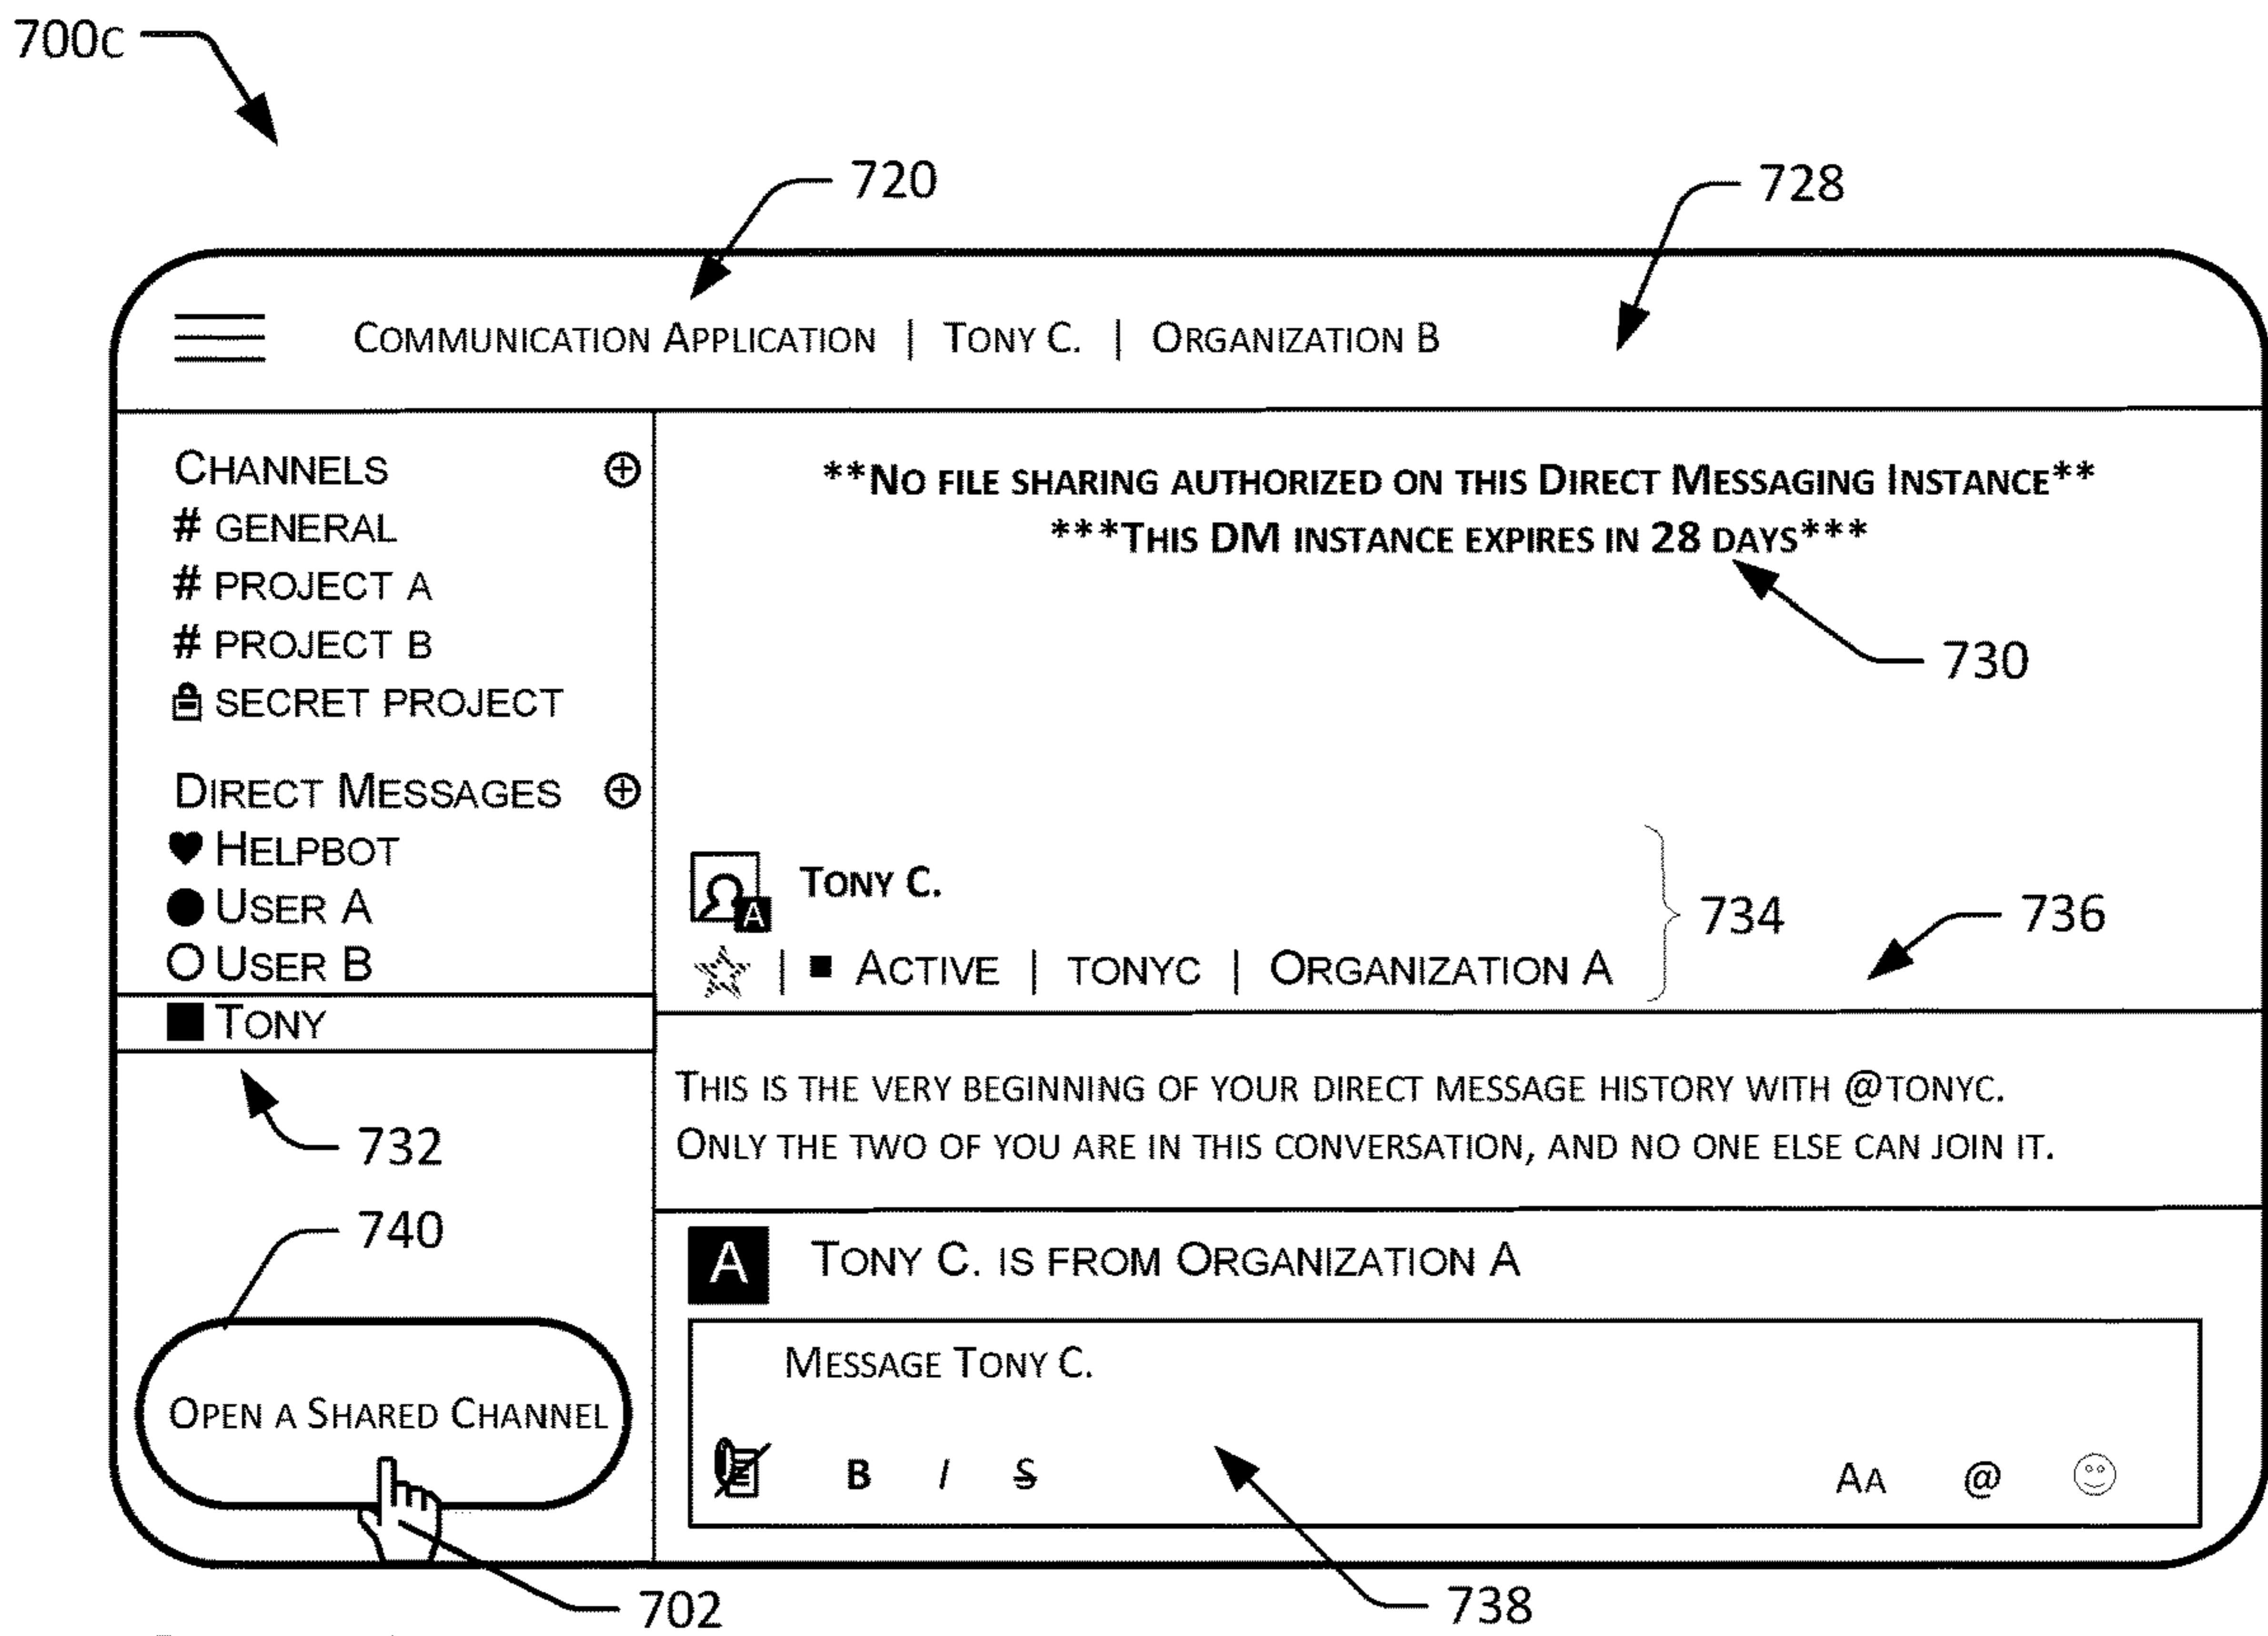 700C
720
728
COMMUNICATION APPLICATION | TONY C. | ORGANIZATION B
CHANNELS
# GENERAL
# PROJECT A
# PROJECT B
SECRET PROJECT
DIRECT MESSAGES
HELPBOT
USER A
USER B
TONY
732
740
OPEN A SHARED CHANNEL
702
**NO FILE SHARING AUTHORIZED ON THIS DIRECT MESSAGING INSTANCE**
***THIS DM INSTANCE EXPIRES IN 28 DAYS***
730
A
TONY C.
ACTIVE | TONYC | ORGANIZATION A
734
736
THIS IS THE VERY BEGINNING OF YOUR DIRECT MESSAGE HISTORY WITH @TONYC.
ONLY THE TWO OF YOU ARE IN THIS CONVERSATION, AND NO ONE ELSE CAN JOIN IT.
A TONY C. IS FROM ORGANIZATION A
MESSAGE TONY C.
B I S AA @
738